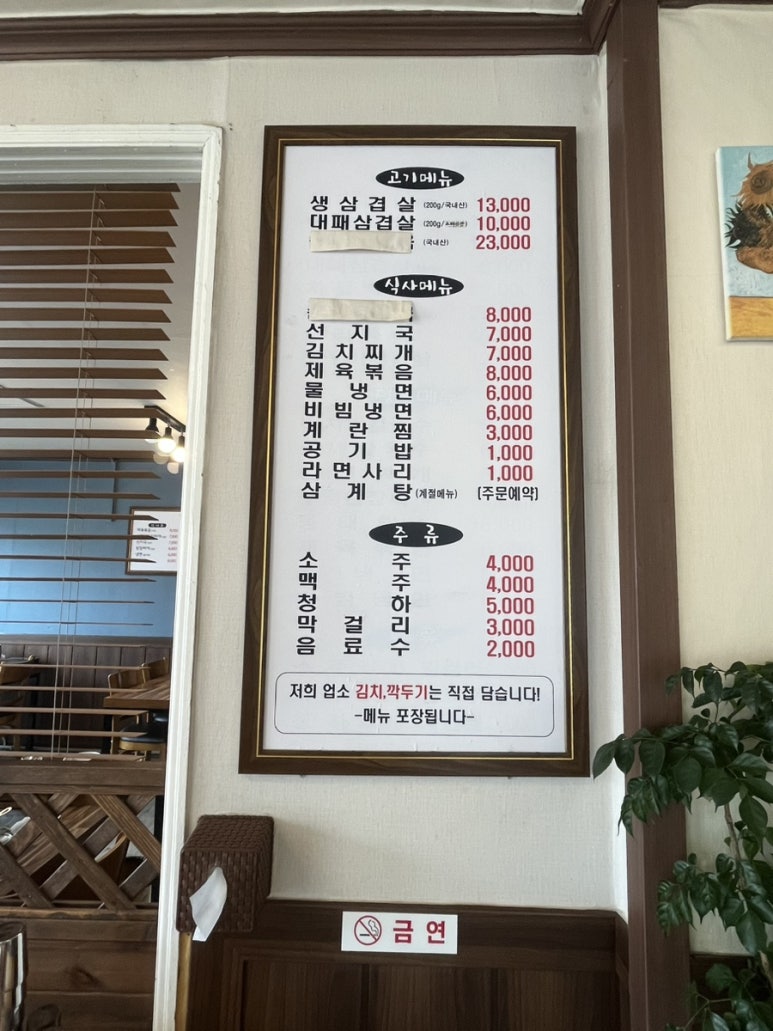 고기메뉴
생삼겹살 (200g/국내산) 13,000
대패삼겹살 (200g/ 10,000
(국내산) 23,000
식사메뉴
8,000
선지국 7,000
김치찌개 7,000
제육볶음 8,000
물냉면 6,000
비빔냉면 6,000
계란찜 3,000
공기밥 1,000
라면사리 1,000
삼계탕 (계절메뉴) [주문예약]
주류
소주 4,000
맥주 4,000
청하 5,000
막걸리 3,000
음료수 2,000
저희 업소 김치,깍두기는 직접 담습니다!
-메뉴 포장됩니다-
금연